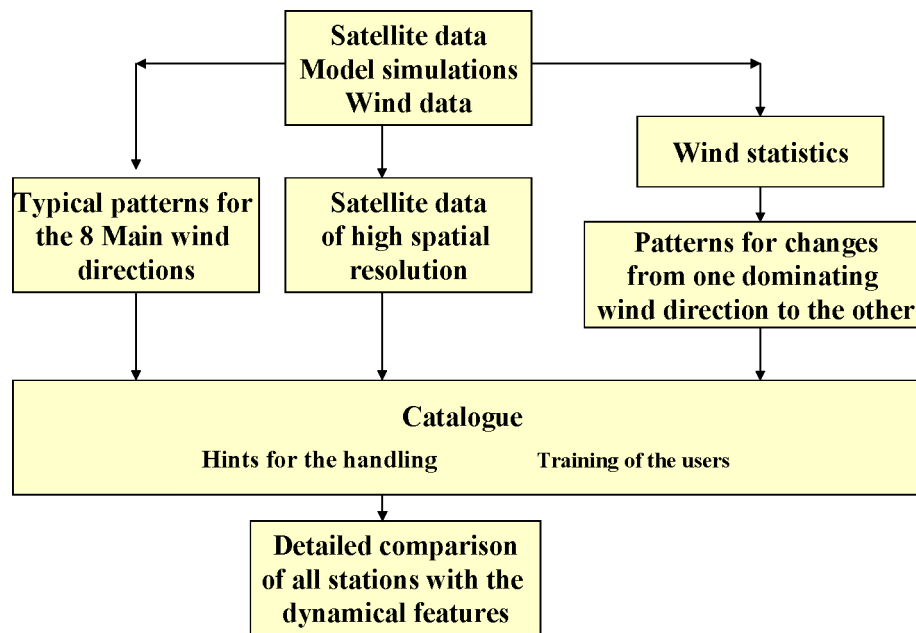 Satellite data
Model simulations
Wind data
Wind statistics
Typical patterns for
the 8 Main wind
directions
Satellite data
of high spatial
resolution
Patterns for changes
from one dominating
wind direction to the other
Catalogue
Hints for the handling
Training of the users
Detailed comparison
of all stations with the
dynamical features